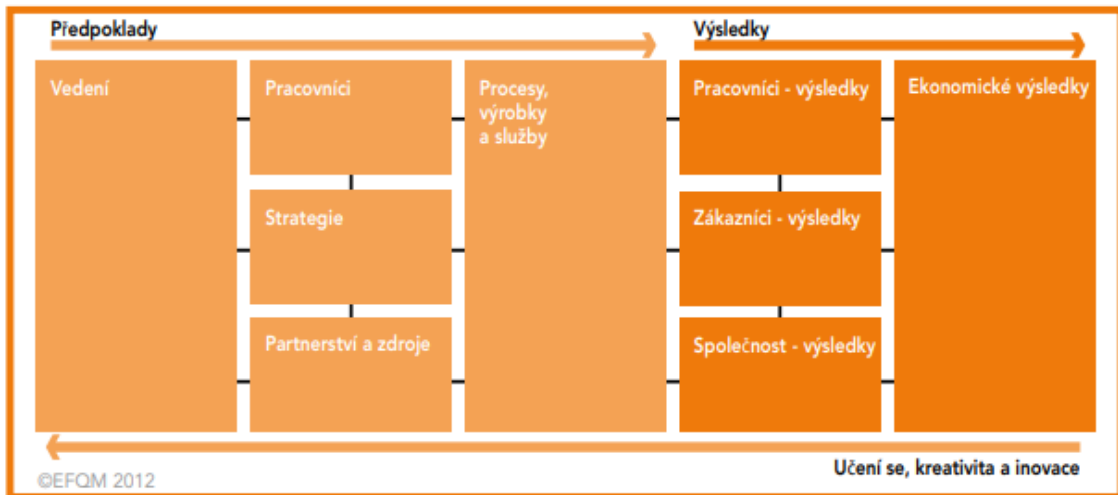 Předpoklady
Výsledky
Vedení
Pracovníci
Procesy,
výrobky
a služby
Pracovníci - výsledky
Ekonomické výsledky
Strategie
Zákazníci - výsledky
Partnerství a zdroje
Společnost - výsledky
Učení se, kreativita a inovace
©EFQM 2012